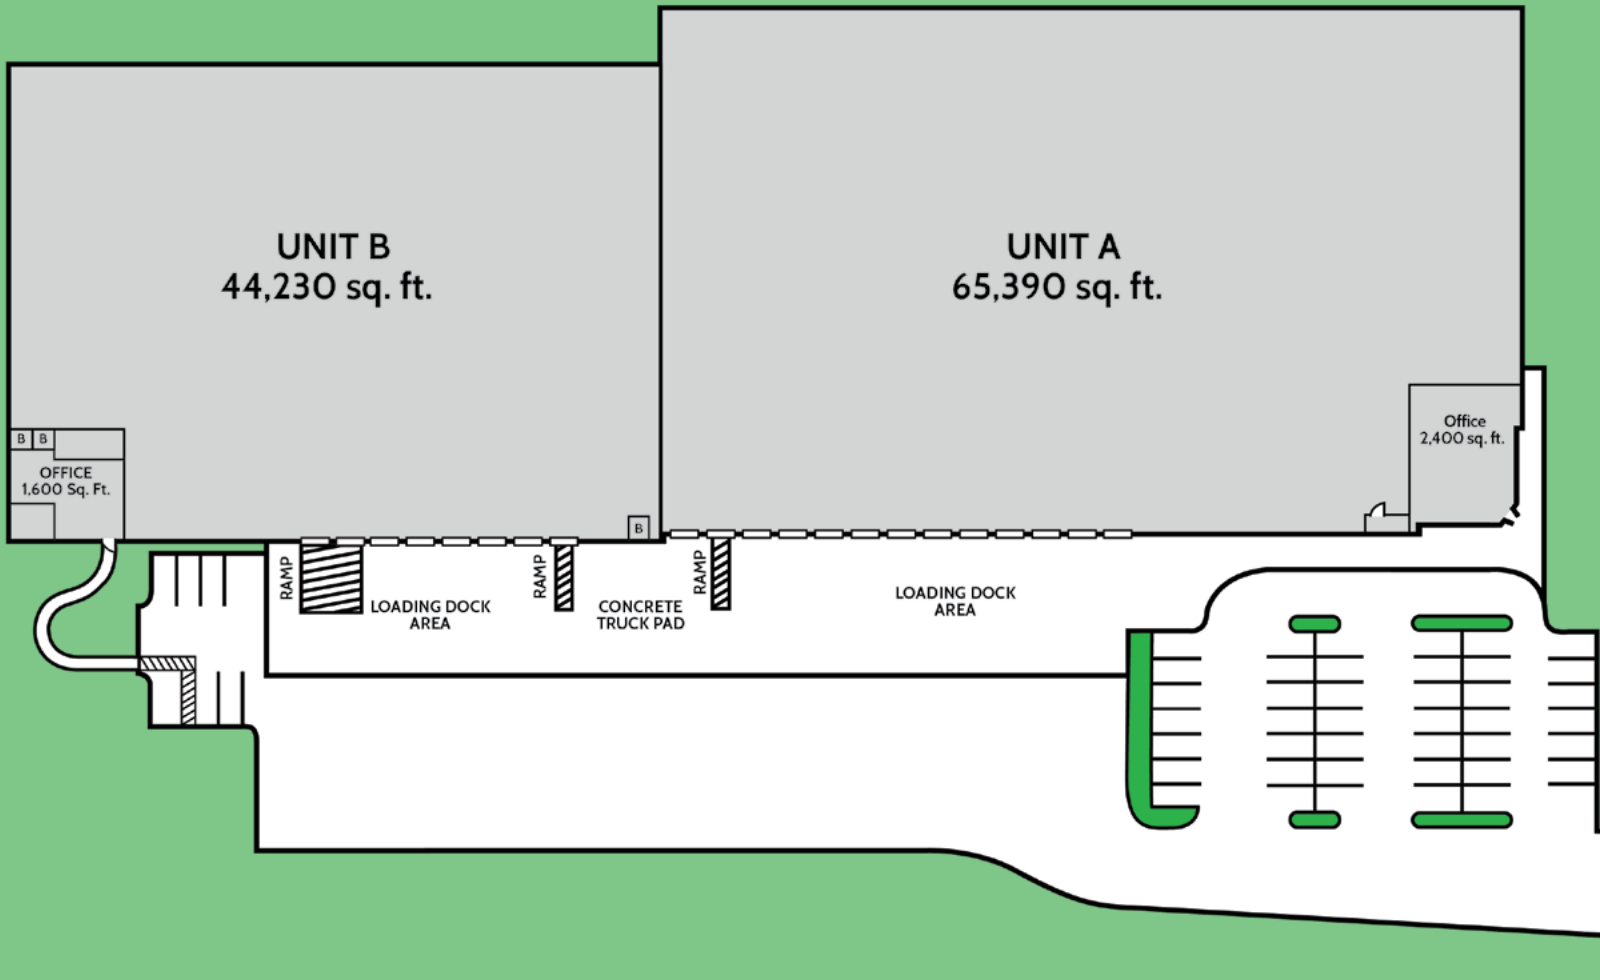 UNIT B
44,230 sq. ft.
UNIT A
65,390 sq. ft.
Office
2,400 sq. ft.
B
B
OFFICE
1,600 Sq. Ft.
B
RAMP
LOADING DOCK
AREA
RAMP
CONCRETE
TRUCK PAD
RAMP
LOADING DOCK
AREA